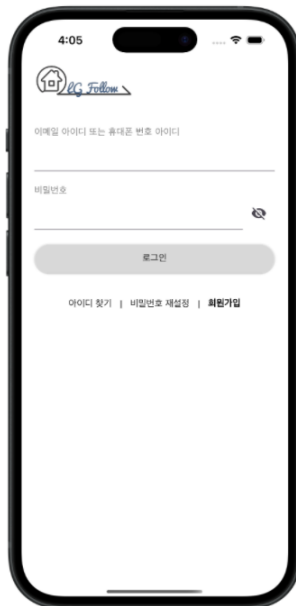 4:05
LG Follow
이메일 아이디 또는 휴대폰 번호 아이디
비밀번호
로그인
아이디 찾기 | 비밀번호 재설정 | 회원가입